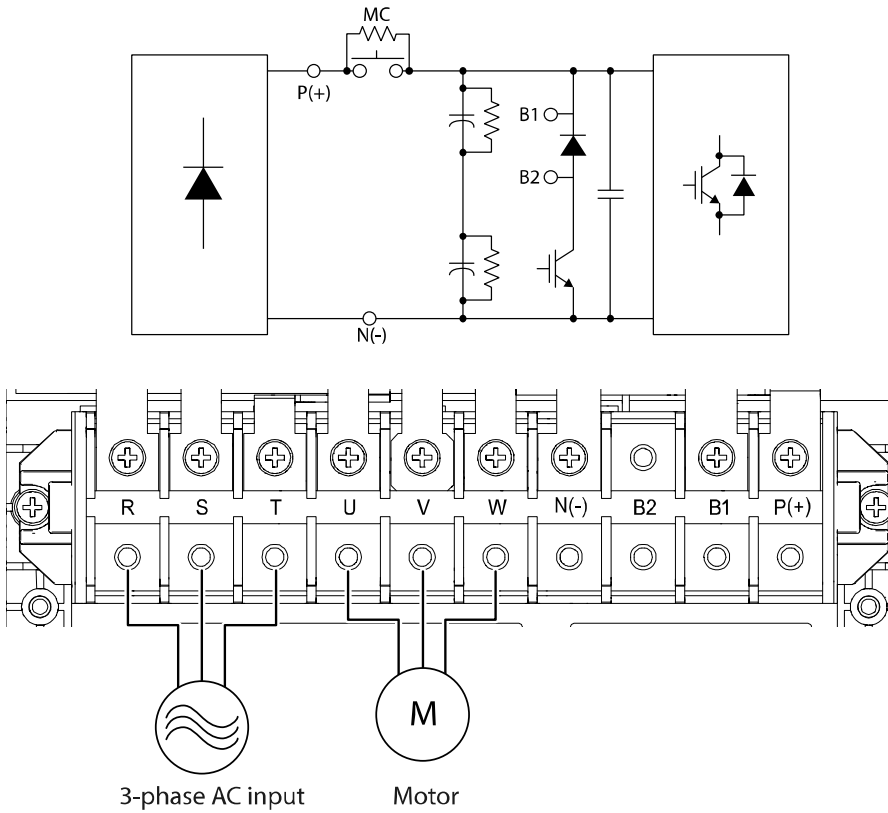 MC
P(+)
B1
B2
N(-)
R S T U V W N(-) B2 B1 P(+)
M
3-phase AC input Motor